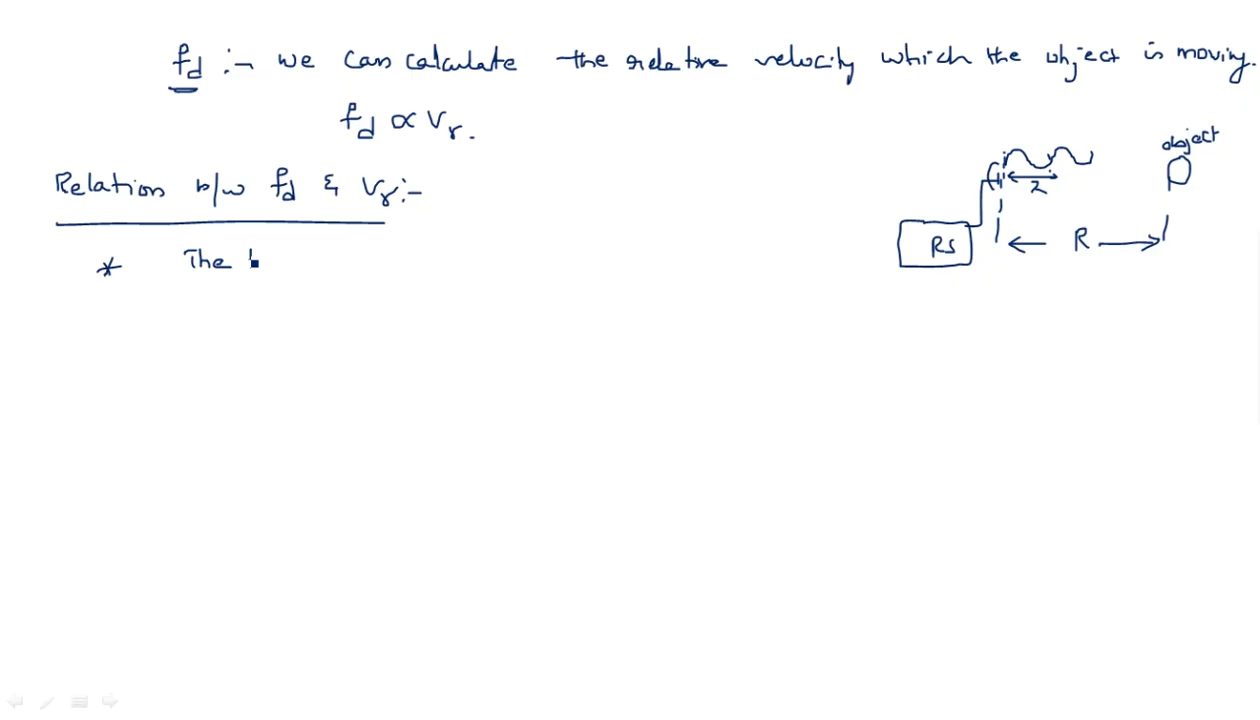 fd :- we can calculate the relative velocity which the object is moving.
fd ∝ Vr.
object
Relation b/w fd & Vr :-
λ
RS
R
* The